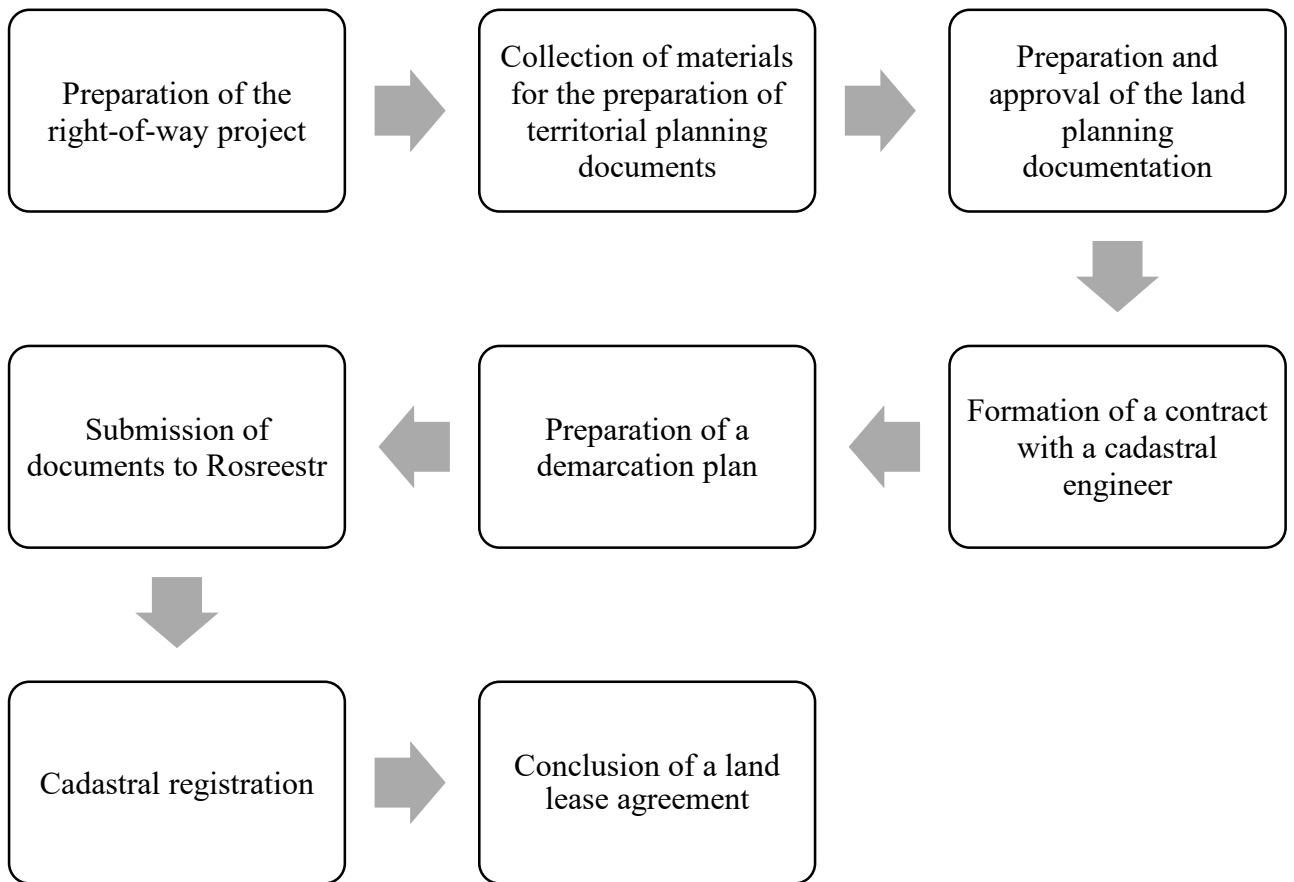 Preparation of the
right-of-way project
Collection of materials
for the preparation of
territorial planning
documents
Preparation and
approval of the land
planning
documentation
Formation of a contract
with a cadastral
engineer
Preparation of a
demarcation plan
Submission of
documents to Rosreestr
Cadastral registration
Conclusion of a land
lease agreement